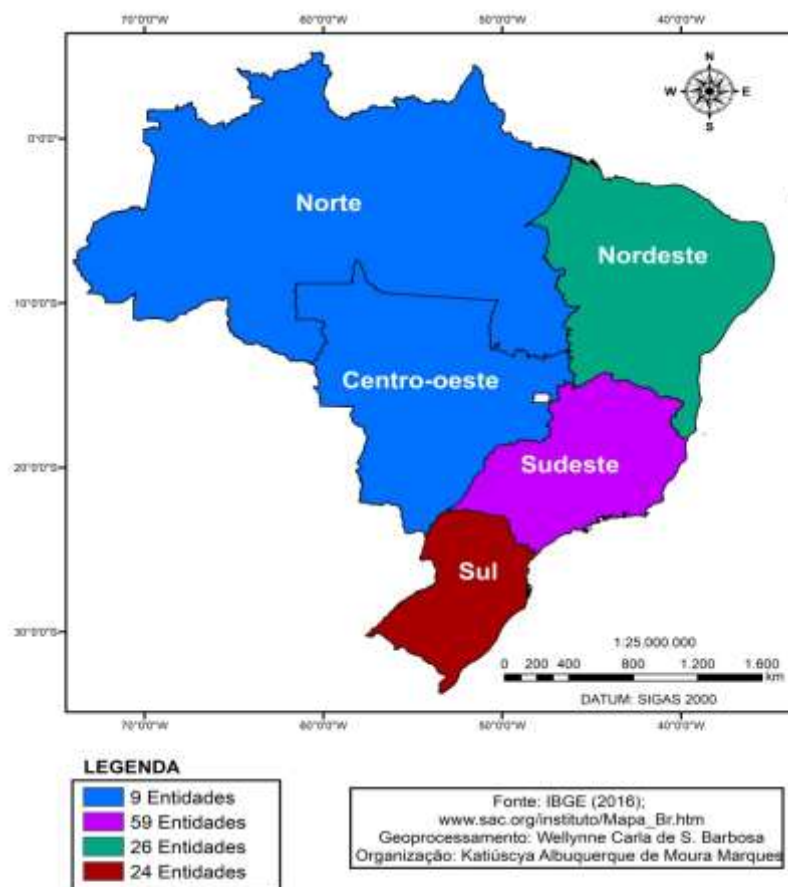 70°0'0"W 60°0'0"W 50°0'0"W 40°0'0"W
N
W E
S
0°0'0"
Norte
Nordeste
10°0'0"S
Centro-oeste
20°0'0"S
Sudeste
Sul
30°0'0"S
1:25.000.000
0 200 400 800 1.200 1.600
km
DATUM: SIGAS 2000
70°0'0"W 60°0'0"W 50°0'0"W 40°0'0"W
LEGENDA
9 Entidades
59 Entidades
26 Entidades
24 Entidades
Fonte: IBGE (2016);
www.sac.org/instituto/Mapa_Br.htm
Geoprocessamento: Wellynne Carla de S. Barbosa
Organização: Katiúscya Albuquerque de Moura Marques